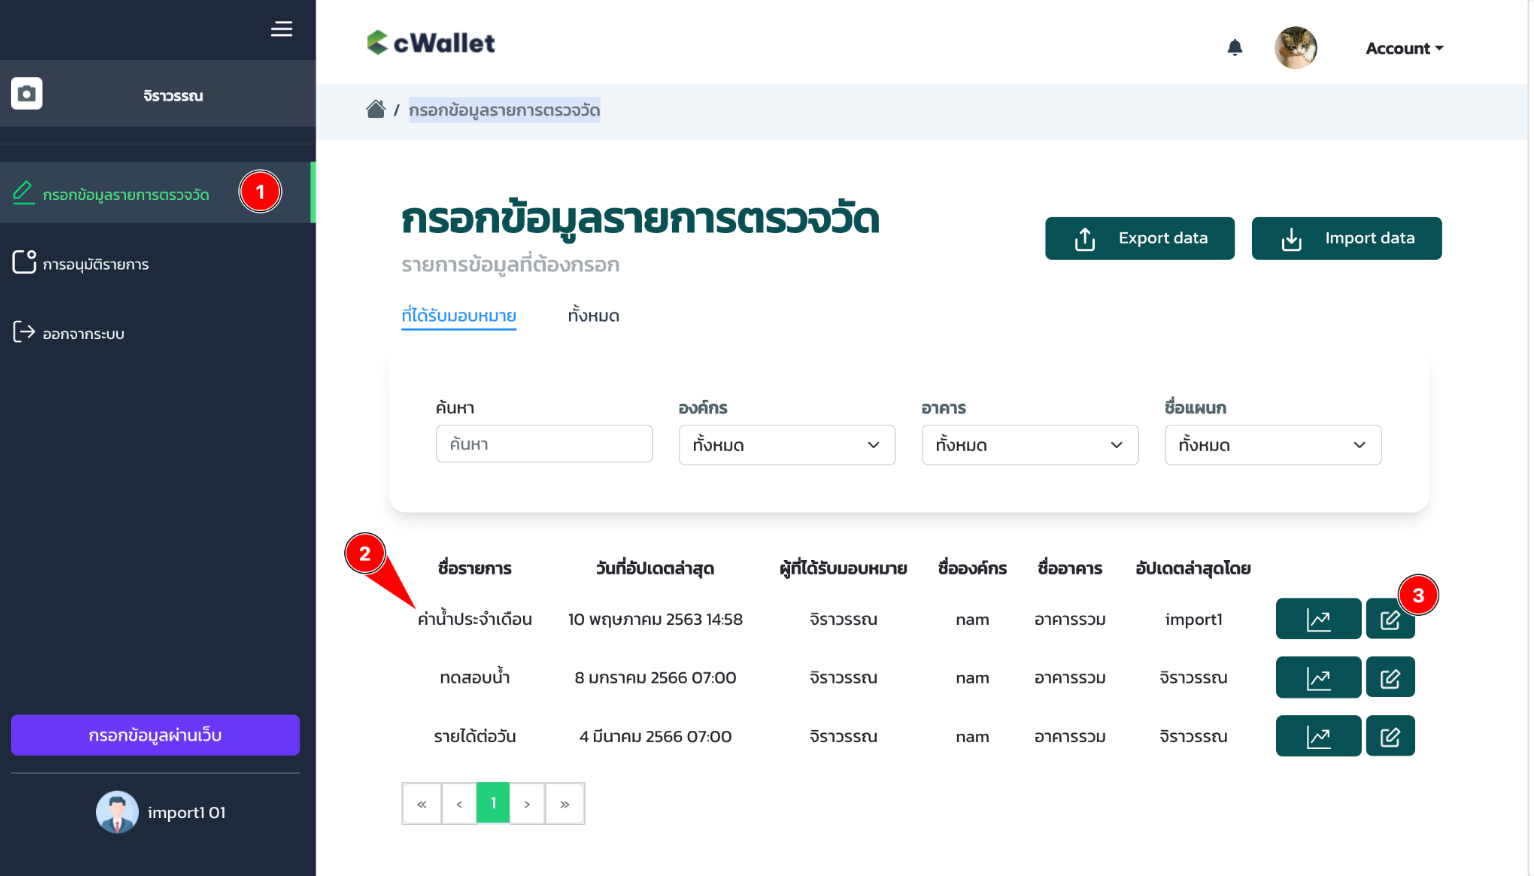 cWallet
Account
จิราวรรณ
/ กรอกข้อมูลรายการตรวจวัด
กรอกข้อมูลรายการตรวจวัด
1
การอนุมัติรายการ
ออกจากระบบ
กรอกข้อมูลผ่านเว็บ
import1 01
กรอกข้อมูลรายการตรวจวัด
รายการข้อมูลที่ต้องกรอก
Export data
Import data
ที่ได้รับมอบหมาย ทั้งหมด
ค้นหา องค์กร อาคาร ชื่อแผนก
ค้นหา ทั้งหมด ทั้งหมด ทั้งหมด
2
ชื่อรายการ วันที่อัปเดตล่าสุด ผู้ที่ได้รับมอบหมาย ชื่อองค์กร ชื่ออาคาร อัปเดตล่าสุดโดย
3
ค่าน้ำประจำเดือน 10 พฤษภาคม 2563 14:58 จิราวรรณ nam อาคารรวม import1
ทดสอบน้ำ 8 มกราคม 2566 07:00 จิราวรรณ nam อาคารรวม จิราวรรณ
รายได้ต่อวัน 4 มีนาคม 2566 07:00 จิราวรรณ nam อาคารรวม จิราวรรณ
« ‹ 1 › »